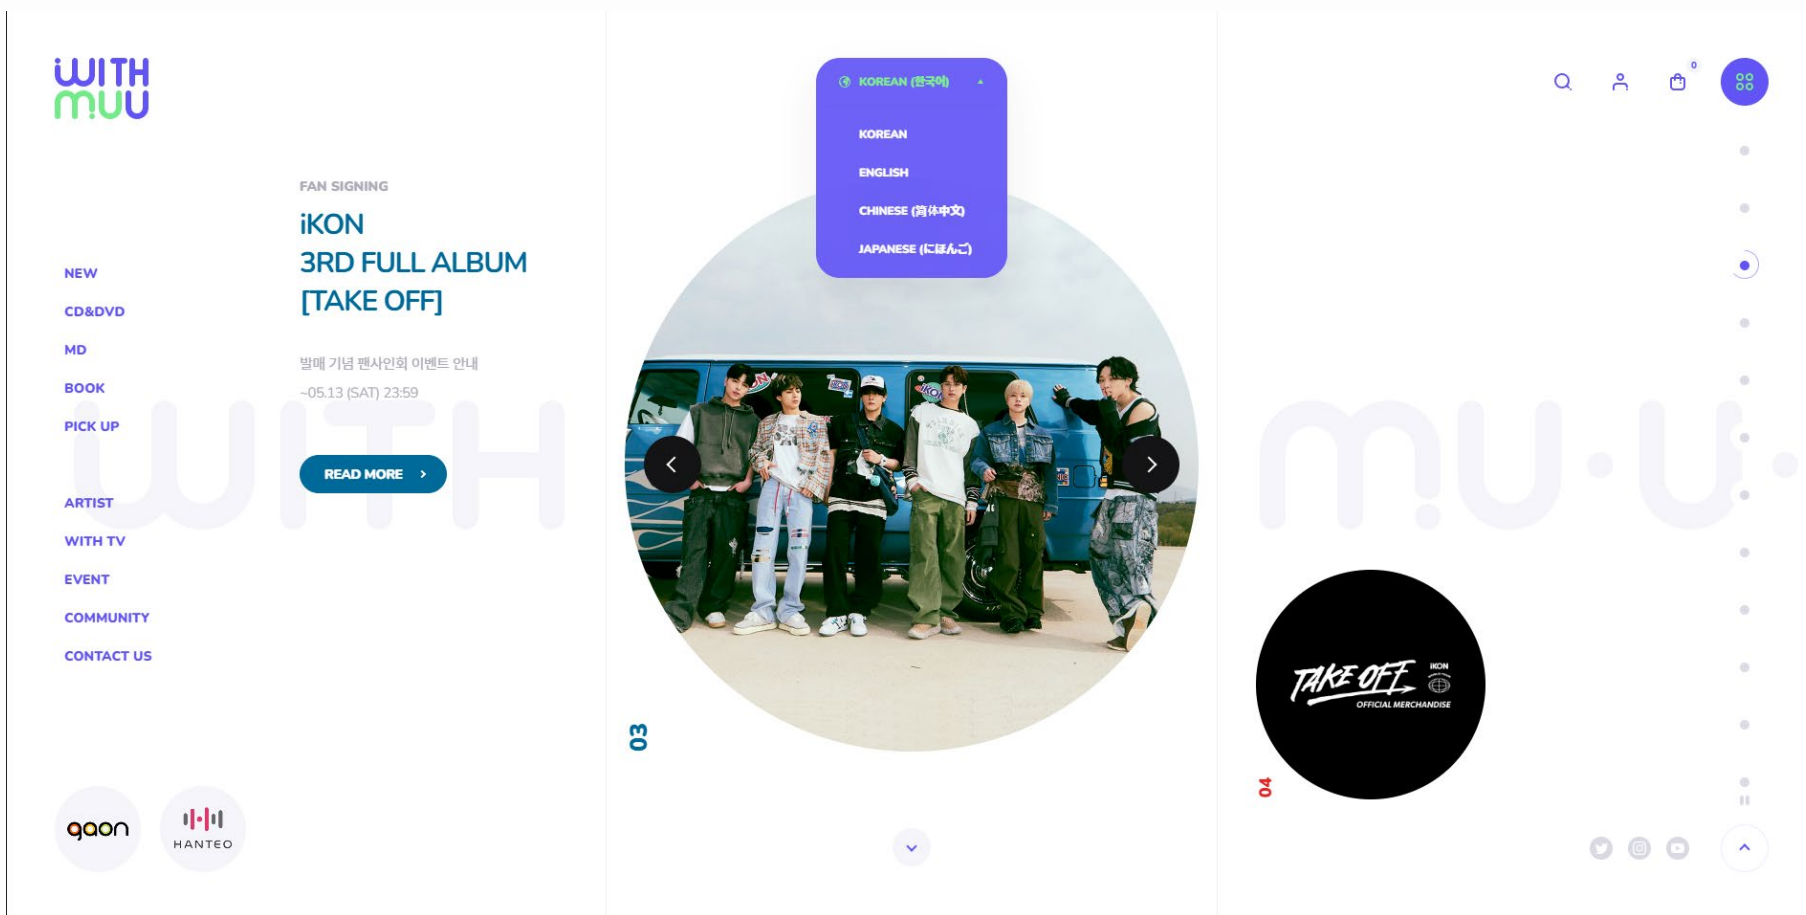 WITH
MUU
KOREAN (한국어)
KOREAN
ENGLISH
CHINESE (简体中文)
JAPANESE (にほんご)
0
FAN SIGNING
iKON
3RD FULL ALBUM
[TAKE OFF]
발매 기념 팬사인회 이벤트 안내
~05.13 (SAT) 23:59
READ MORE
NEW
CD&DVD
MD
BOOK
PICK UP
ARTIST
WITH TV
EVENT
COMMUNITY
CONTACT US
WITH
MU·U·
03
TAKE OFF
iKON
OFFICIAL MERCHANDISE
04
gaon
HANTEO